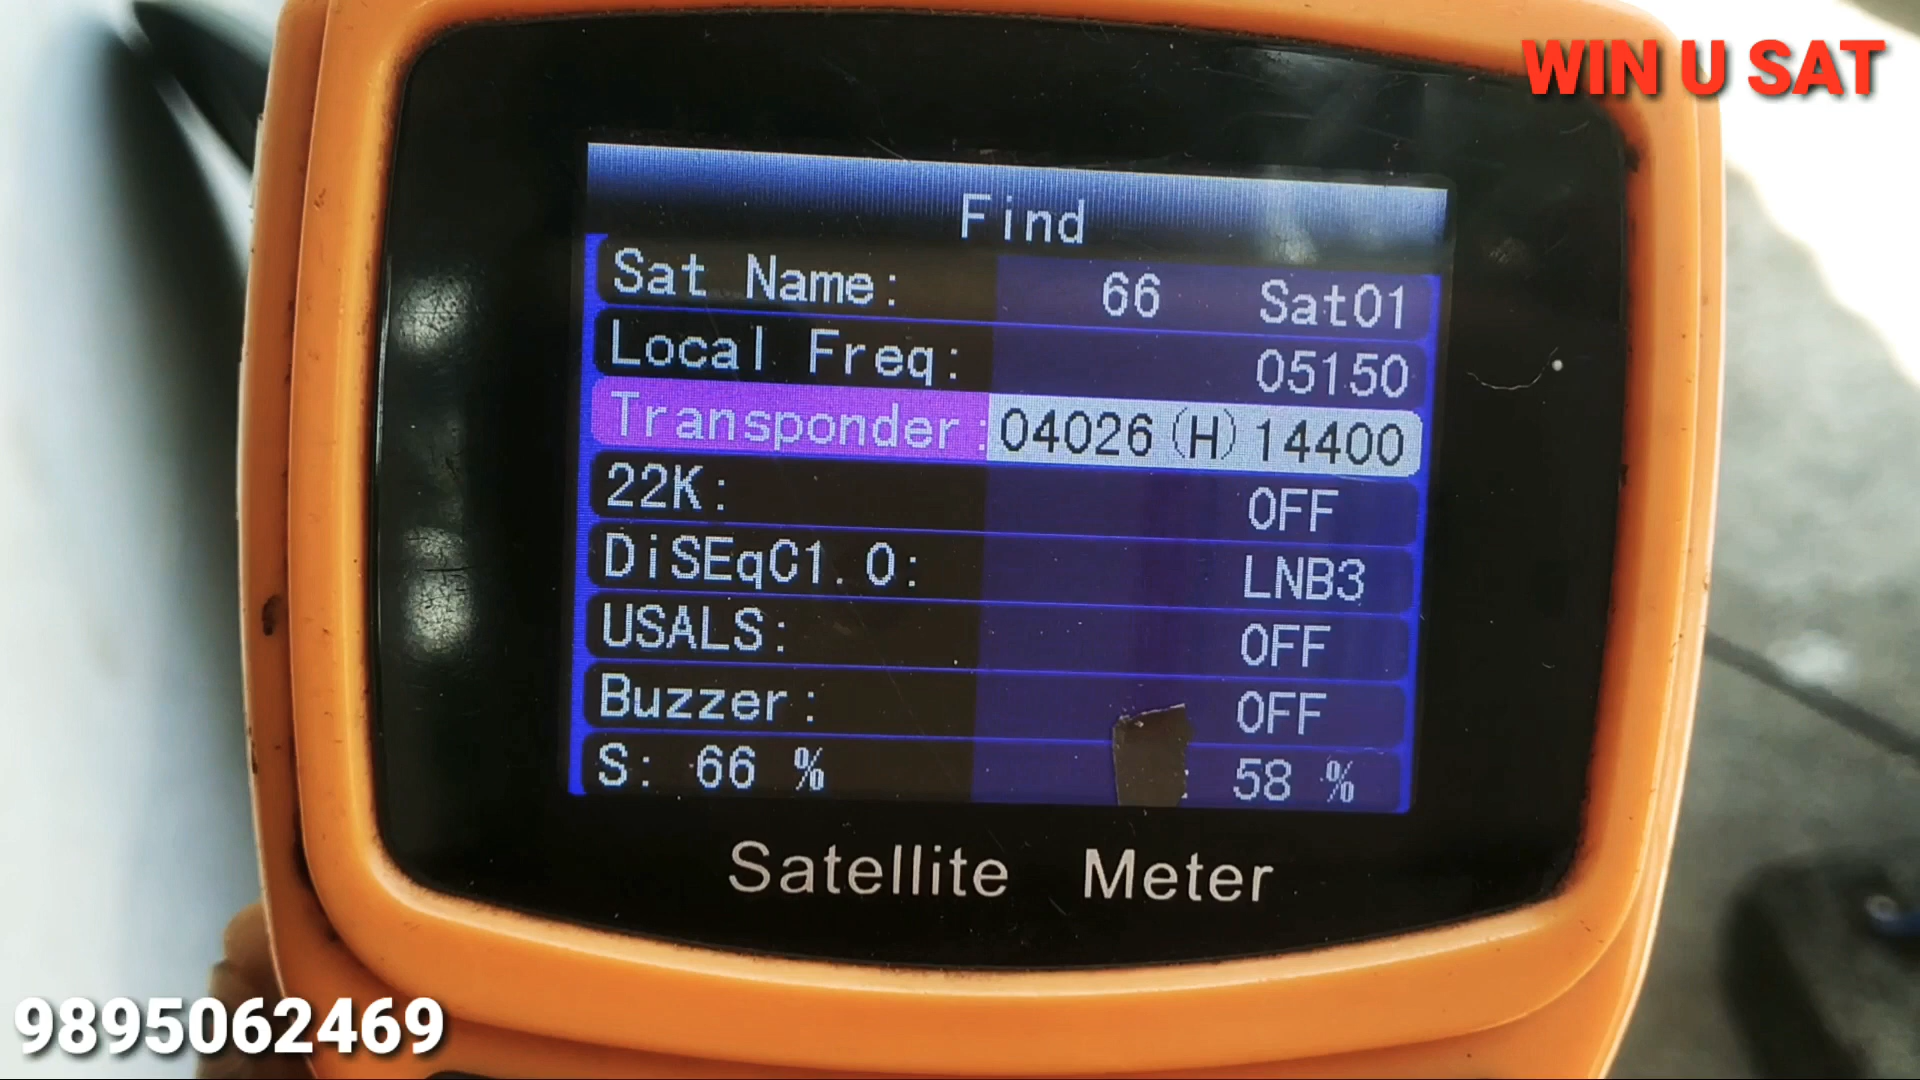 WIN U SAT
Find
Sat Name: 66 Sat01
Local Freq: 05150
Transponder: 04026 (H) 14400
22K: OFF
DiSEqC1.0: LNB3
USALS: OFF
Buzzer: OFF
S: 66 % : 58 %
Satellite Meter
9895062469